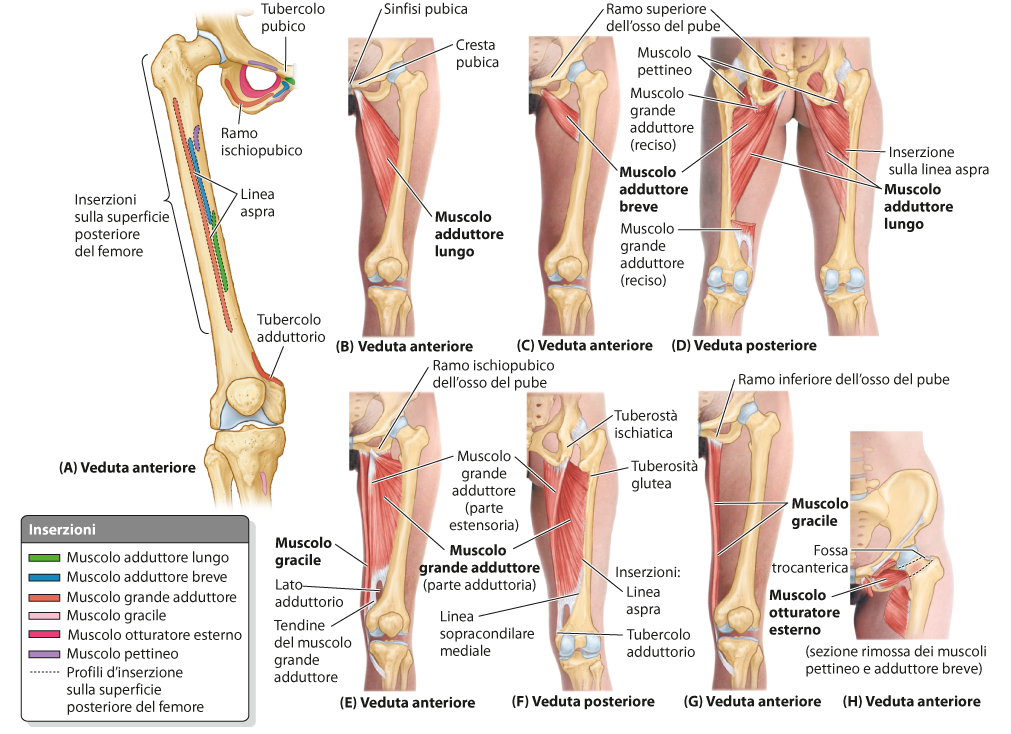 Tubercolo
pubico
Ramo
ischiopubico
Inserzioni
sulla superficie
posteriore
del femore
Linea
aspra
Tubercolo
adduttorio
(A) Veduta anteriore
Sinfisi pubica
Cresta
pubica
Muscolo
adduttore
lungo
(B) Veduta anteriore
Ramo superiore
dell'osso del pube
Muscolo
pettineo
Muscolo
grande
adduttore
(reciso)
Muscolo
adduttore
breve
Muscolo
grande
adduttore
(reciso)
(C) Veduta anteriore
Inserzione
sulla linea aspra
Muscolo
adduttore
lungo
(D) Veduta posteriore
Ramo ischiopubico
dell'osso del pube
Muscolo
grande
adduttore
(parte
estensoria)
Muscolo
grande adduttore
(parte adduttoria)
Muscolo
gracile
Lato
adduttorio
Tendine
del muscolo
grande
adduttore
(E) Veduta anteriore
Tuberostà
ischiatica
Tuberosità
glutea
Inserzioni:
Linea
aspra
Linea
sopracondilare
mediale
Tubercolo
adduttorio
(F) Veduta posteriore
Ramo inferiore dell'osso del pube
Muscolo
gracile
(G) Veduta anteriore
Fossa
trocanterica
Muscolo
otturatore
esterno
(sezione rimossa dei muscoli
pettineo e adduttore breve)
(H) Veduta anteriore
Inserzioni
Muscolo adduttore lungo
Muscolo adduttore breve
Muscolo grande adduttore
Muscolo gracile
Muscolo otturatore esterno
Muscolo pettineo
Profili d'inserzione
sulla superficie
posteriore del femore